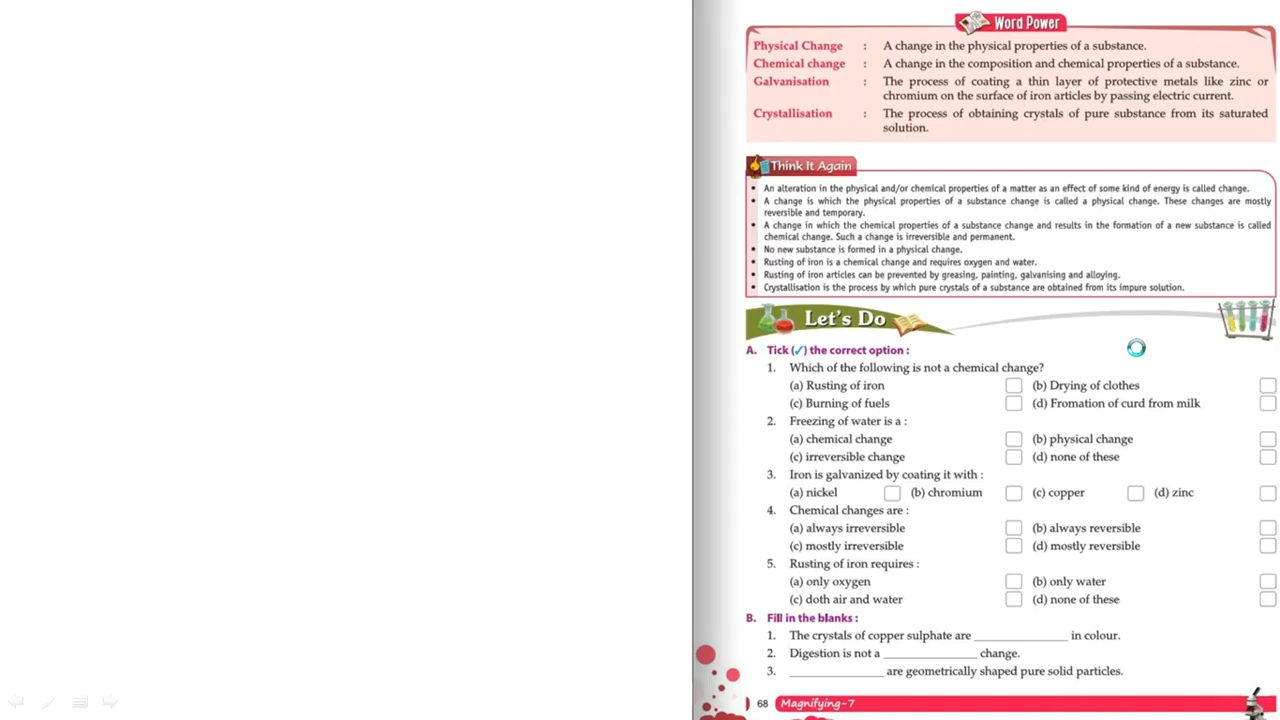 Word Power
Physical Change : A change in the physical properties of a substance.
Chemical change : A change in the composition and chemical properties of a substance.
Galvanisation : The process of coating a thin layer of protective metals like zinc or
chromium on the surface of iron articles by passing electric current.
Crystallisation : The process of obtaining crystals of pure substance from its saturated
solution.
Think It Again
• An alteration in the physical and/or chemical properties of a matter as an effect of some kind of energy is called change.
• A change is which the physical properties of a substance change is called a physical change. These changes are mostly
reversible and temporary.
• A change in which the chemical properties of a substance change and results in the formation of a new substance is called
chemical change. Such a change is irreversible and permanent.
• No new substance is formed in a physical change.
• Rusting of iron is a chemical change and requires oxygen and water.
• Rusting of iron articles can be prevented by greasing, painting, galvanising and alloying.
• Crystallisation is the process by which pure crystals of a substance are obtained from its impure solution.
Let's Do
A. Tick (✓) the correct option :
1. Which of the following is not a chemical change?
(a) Rusting of iron (b) Drying of clothes
(c) Burning of fuels (d) Fromation of curd from milk
2. Freezing of water is a :
(a) chemical change (b) physical change
(c) irreversible change (d) none of these
3. Iron is galvanized by coating it with :
(a) nickel (b) chromium (c) copper (d) zinc
4. Chemical changes are :
(a) always irreversible (b) always reversible
(c) mostly irreversible (d) mostly reversible
5. Rusting of iron requires :
(a) only oxygen (b) only water
(c) doth air and water (d) none of these
B. Fill in the blanks :
1. The crystals of copper sulphate are ______________ in colour.
2. Digestion is not a ______________ change.
3. ______________ are geometrically shaped pure solid particles.
68 Magnifying-7